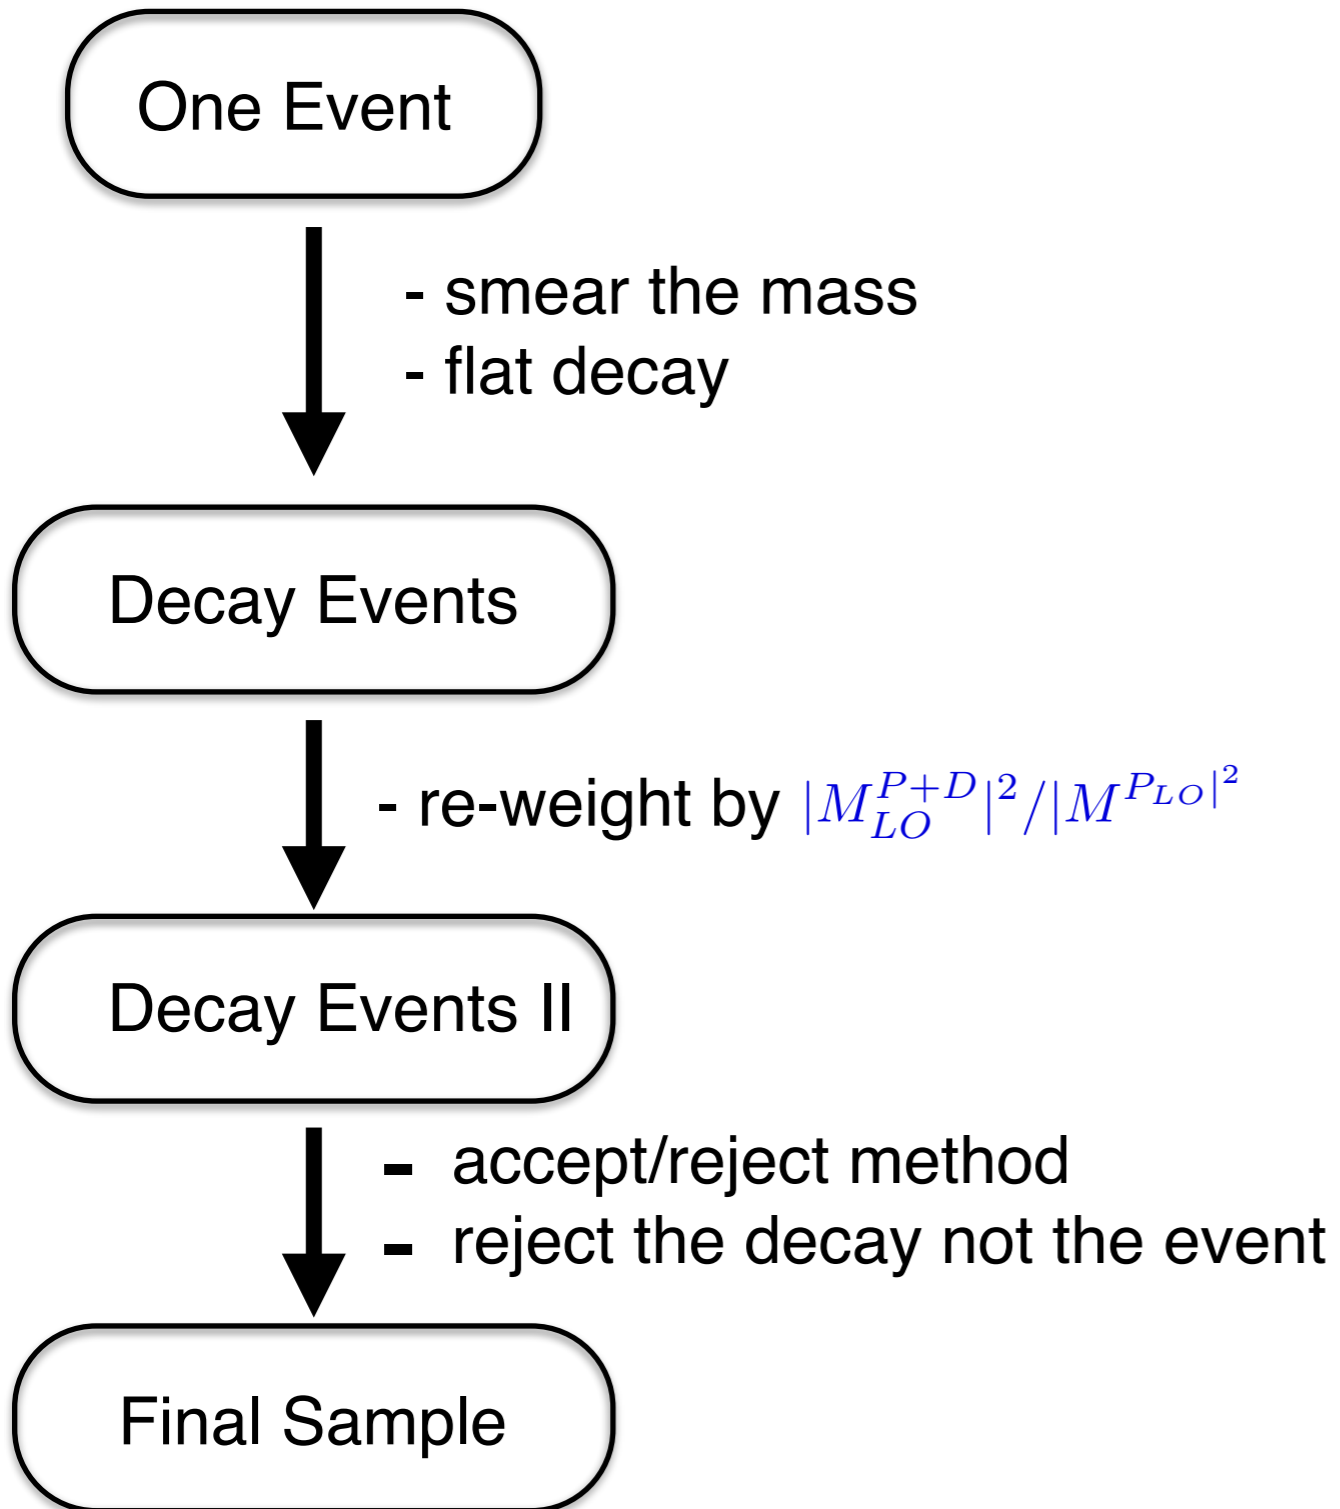 One Event
- smear the mass
- flat decay
Decay Events
- re-weight by $|M_{LO}^{P+D}|^2/|M^{P_{LO}|^2}$
Decay Events II
- accept/reject method
- reject the decay not the event
Final Sample